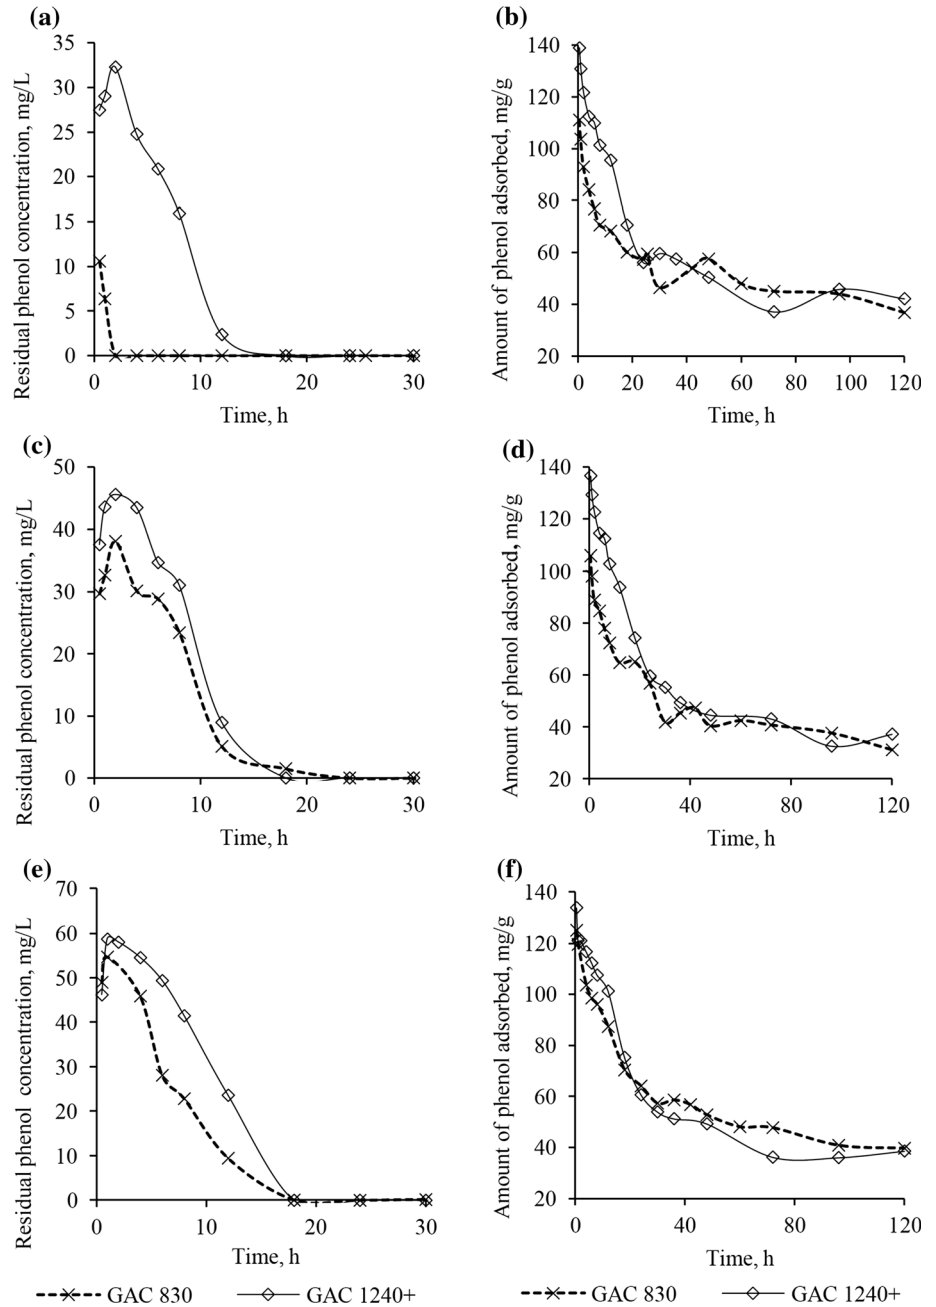 (a)
Residual phenol concentration, mg/L
35
30
25
20
15
10
5
0
0 10 20 30
Time, h
(b)
Amount of phenol adsorbed, mg/g
140
120
100
80
60
40
20
0 20 40 60 80 100 120
Time, h
(c)
Residual phenol concentration, mg/L
50
40
30
20
10
0
0 10 20 30
Time, h
(d)
Amount of phenol adsorbed, mg/g
140
120
100
80
60
40
20
0 40 80 120
Time, h
(e)
Residual phenol concentration, mg/L
70
60
50
40
30
20
10
0
0 10 20 30
Time, h
(f)
Amount of phenol adsorbed, mg/g
140
120
100
80
60
40
20
0 40 80 120
Time, h
GAC 830 GAC 1240+
GAC 830 GAC 1240+